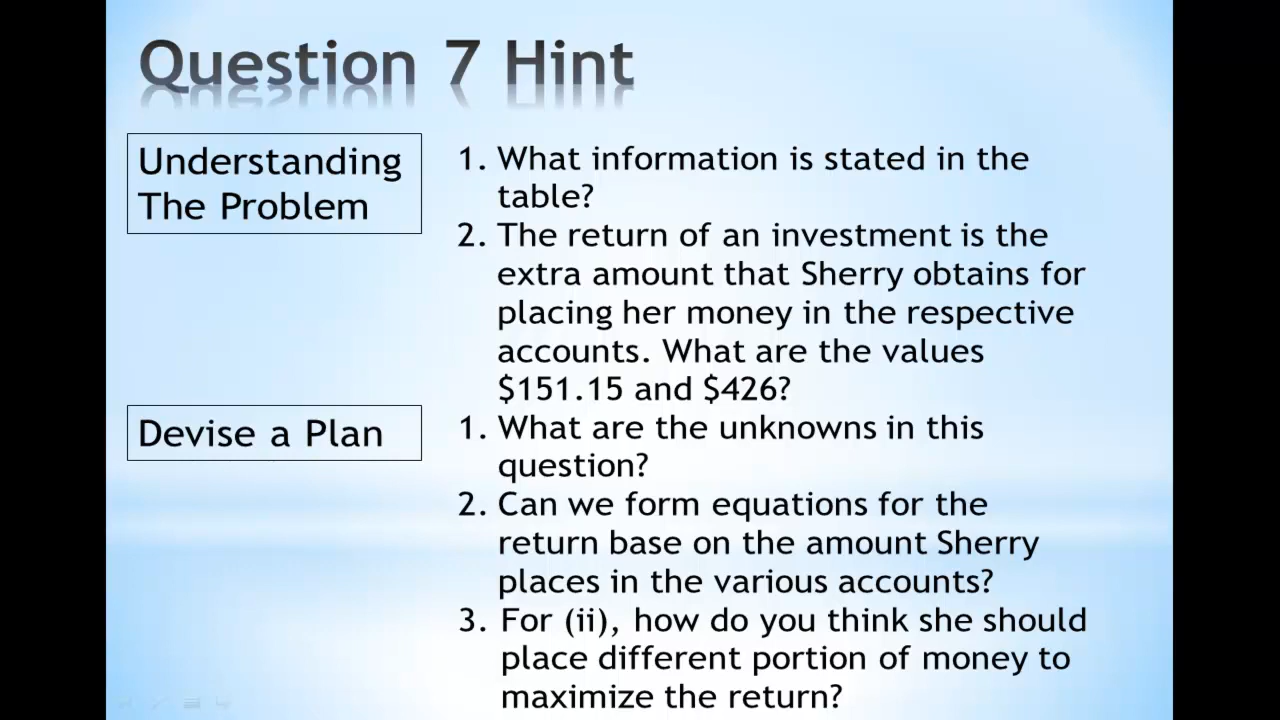 Question 7 Hint
Understanding
The Problem
1. What information is stated in the
table?
2. The return of an investment is the
extra amount that Sherry obtains for
placing her money in the respective
accounts. What are the values
$151.15 and $426?
Devise a Plan
1. What are the unknowns in this
question?
2. Can we form equations for the
return base on the amount Sherry
places in the various accounts?
3. For (ii), how do you think she should
place different portion of money to
maximize the return?